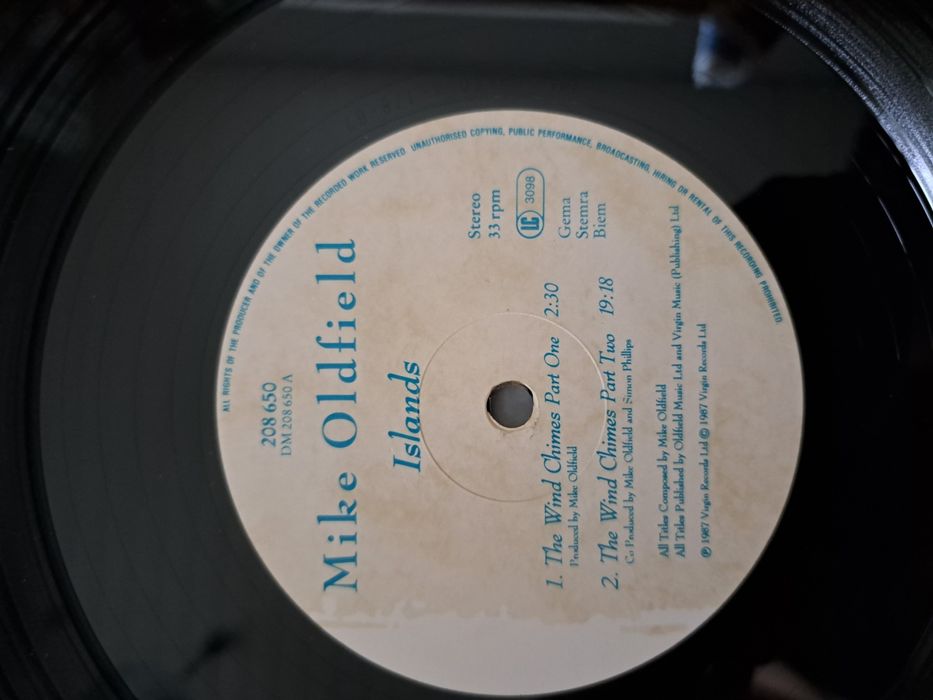 ALL RIGHTS OF THE PRODUCER AND OF THE OWNER OF THE RECORDED WORK RESERVED UNAUTHORISED COPYING, PUBLIC PERFORMANCE, BROADCASTING, HIRING OR RENTAL OF THIS RECORDING PROHIBITED
208 650
DM 208 650 A
Mike Oldfield
Islands
Stereo
33 rpm
LC 3098
Gema
Stemra
Biem
1. The Wind Chimes Part One 2:30
Produced by Mike Oldfield
2. The Wind Chimes Part Two 19:18
Co Produced by Mike Oldfield and Simon Phillips
All Titles Composed by Mike Oldfield
All Titles Published by Oldfield Music Ltd and Virgin Music (Publishing) Ltd
℗ 1987 Virgin Records Ltd © 1987 Virgin Records Ltd